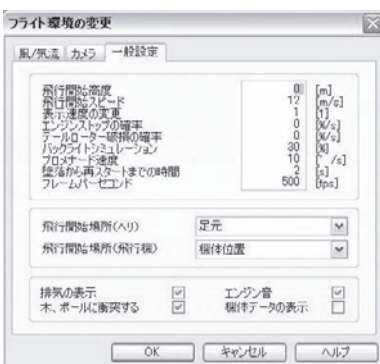 フライト環境の変更
風/気流 カメラ 一般設定
飛行開始高度 0 [m]
飛行開始スピード 12 [m/s]
表示速度の変更 1 [1]
エンジンストップの確率 0 [%/s]
テールローター破損の確率 0 [%/s]
バックライトシミュレーション 30 [%]
プロメナード速度 10 [° /s]
墜落から再スタートまでの時間 2 [s]
フレームパーセコンド 500 [fps]
飛行開始場所(ヘリ) 足元
飛行開始場所(飛行機) 機体位置
排気の表示 エンジン音
木、ポールに衝突する 機体データの表示
OK キャンセル ヘルプ